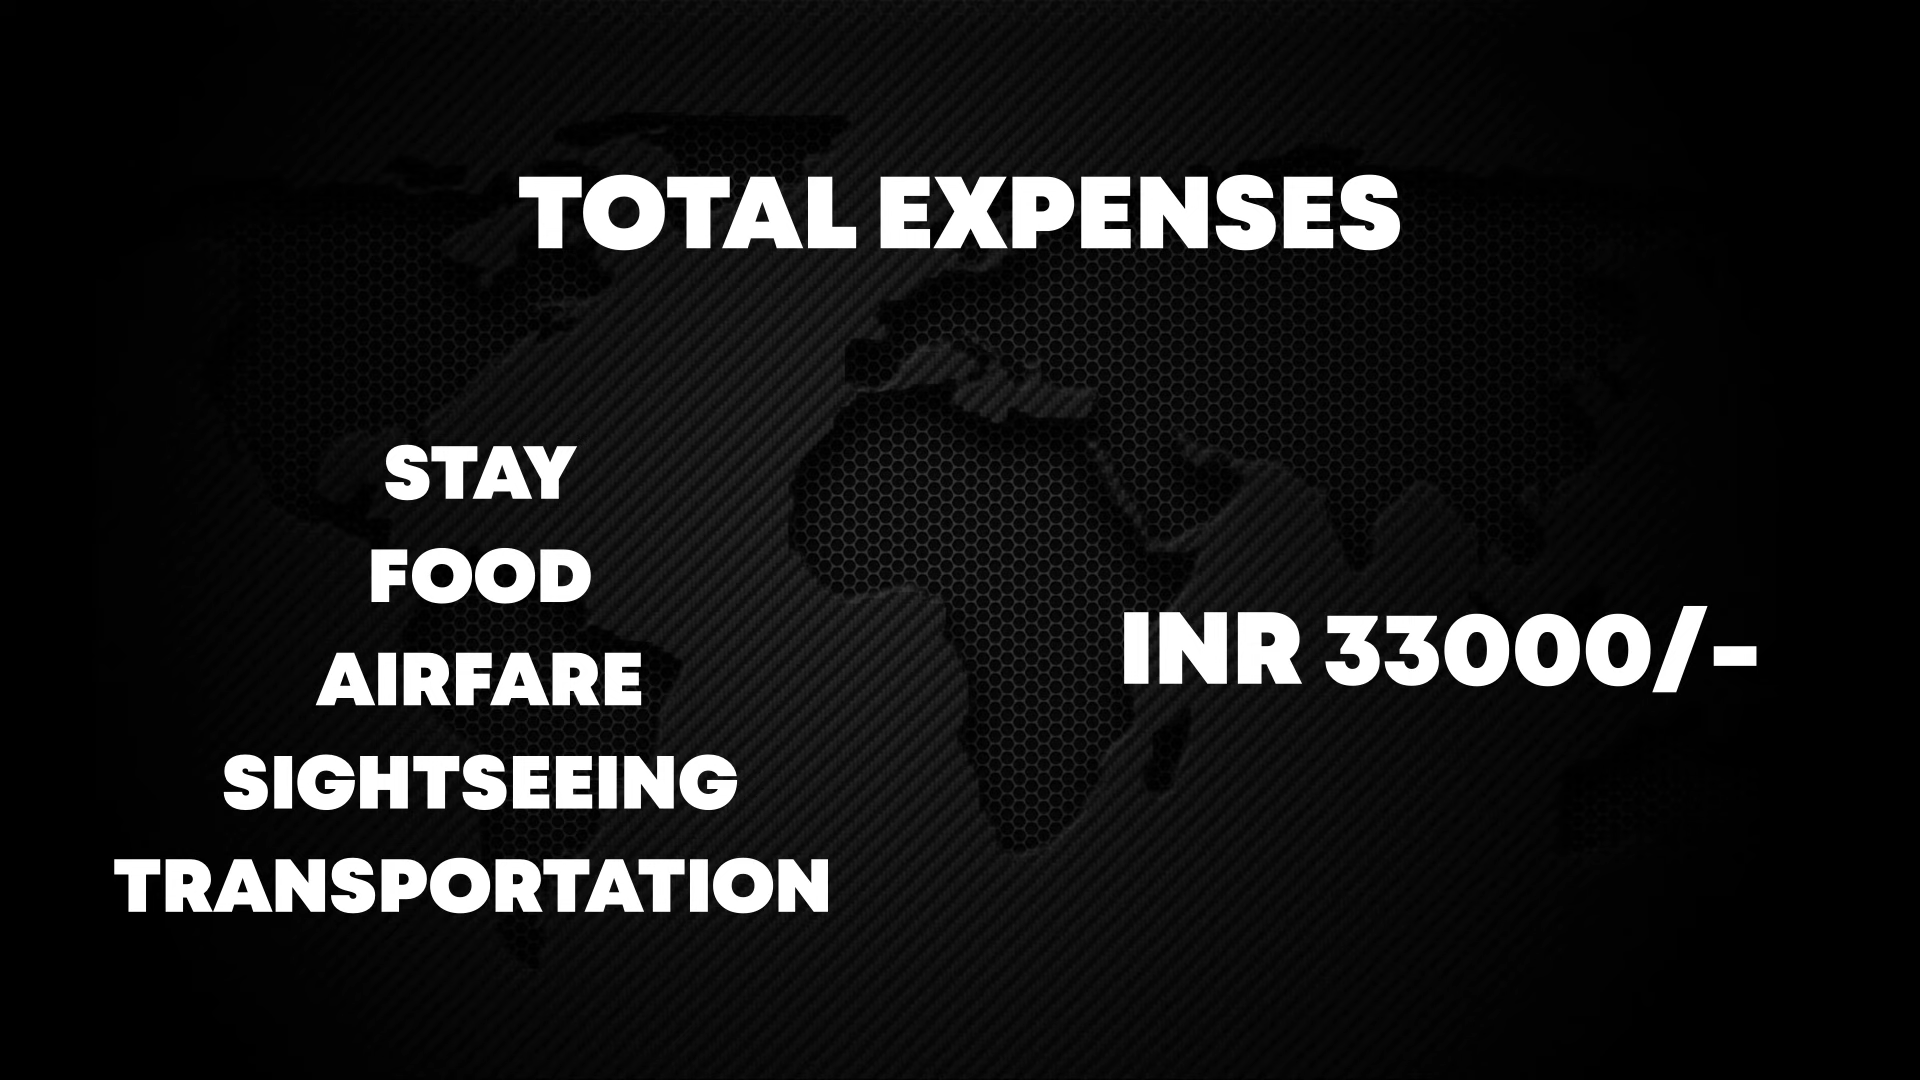 TOTAL EXPENSES
STAY
FOOD
AIRFARE
SIGHTSEEING
TRANSPORTATION
INR 33000/-